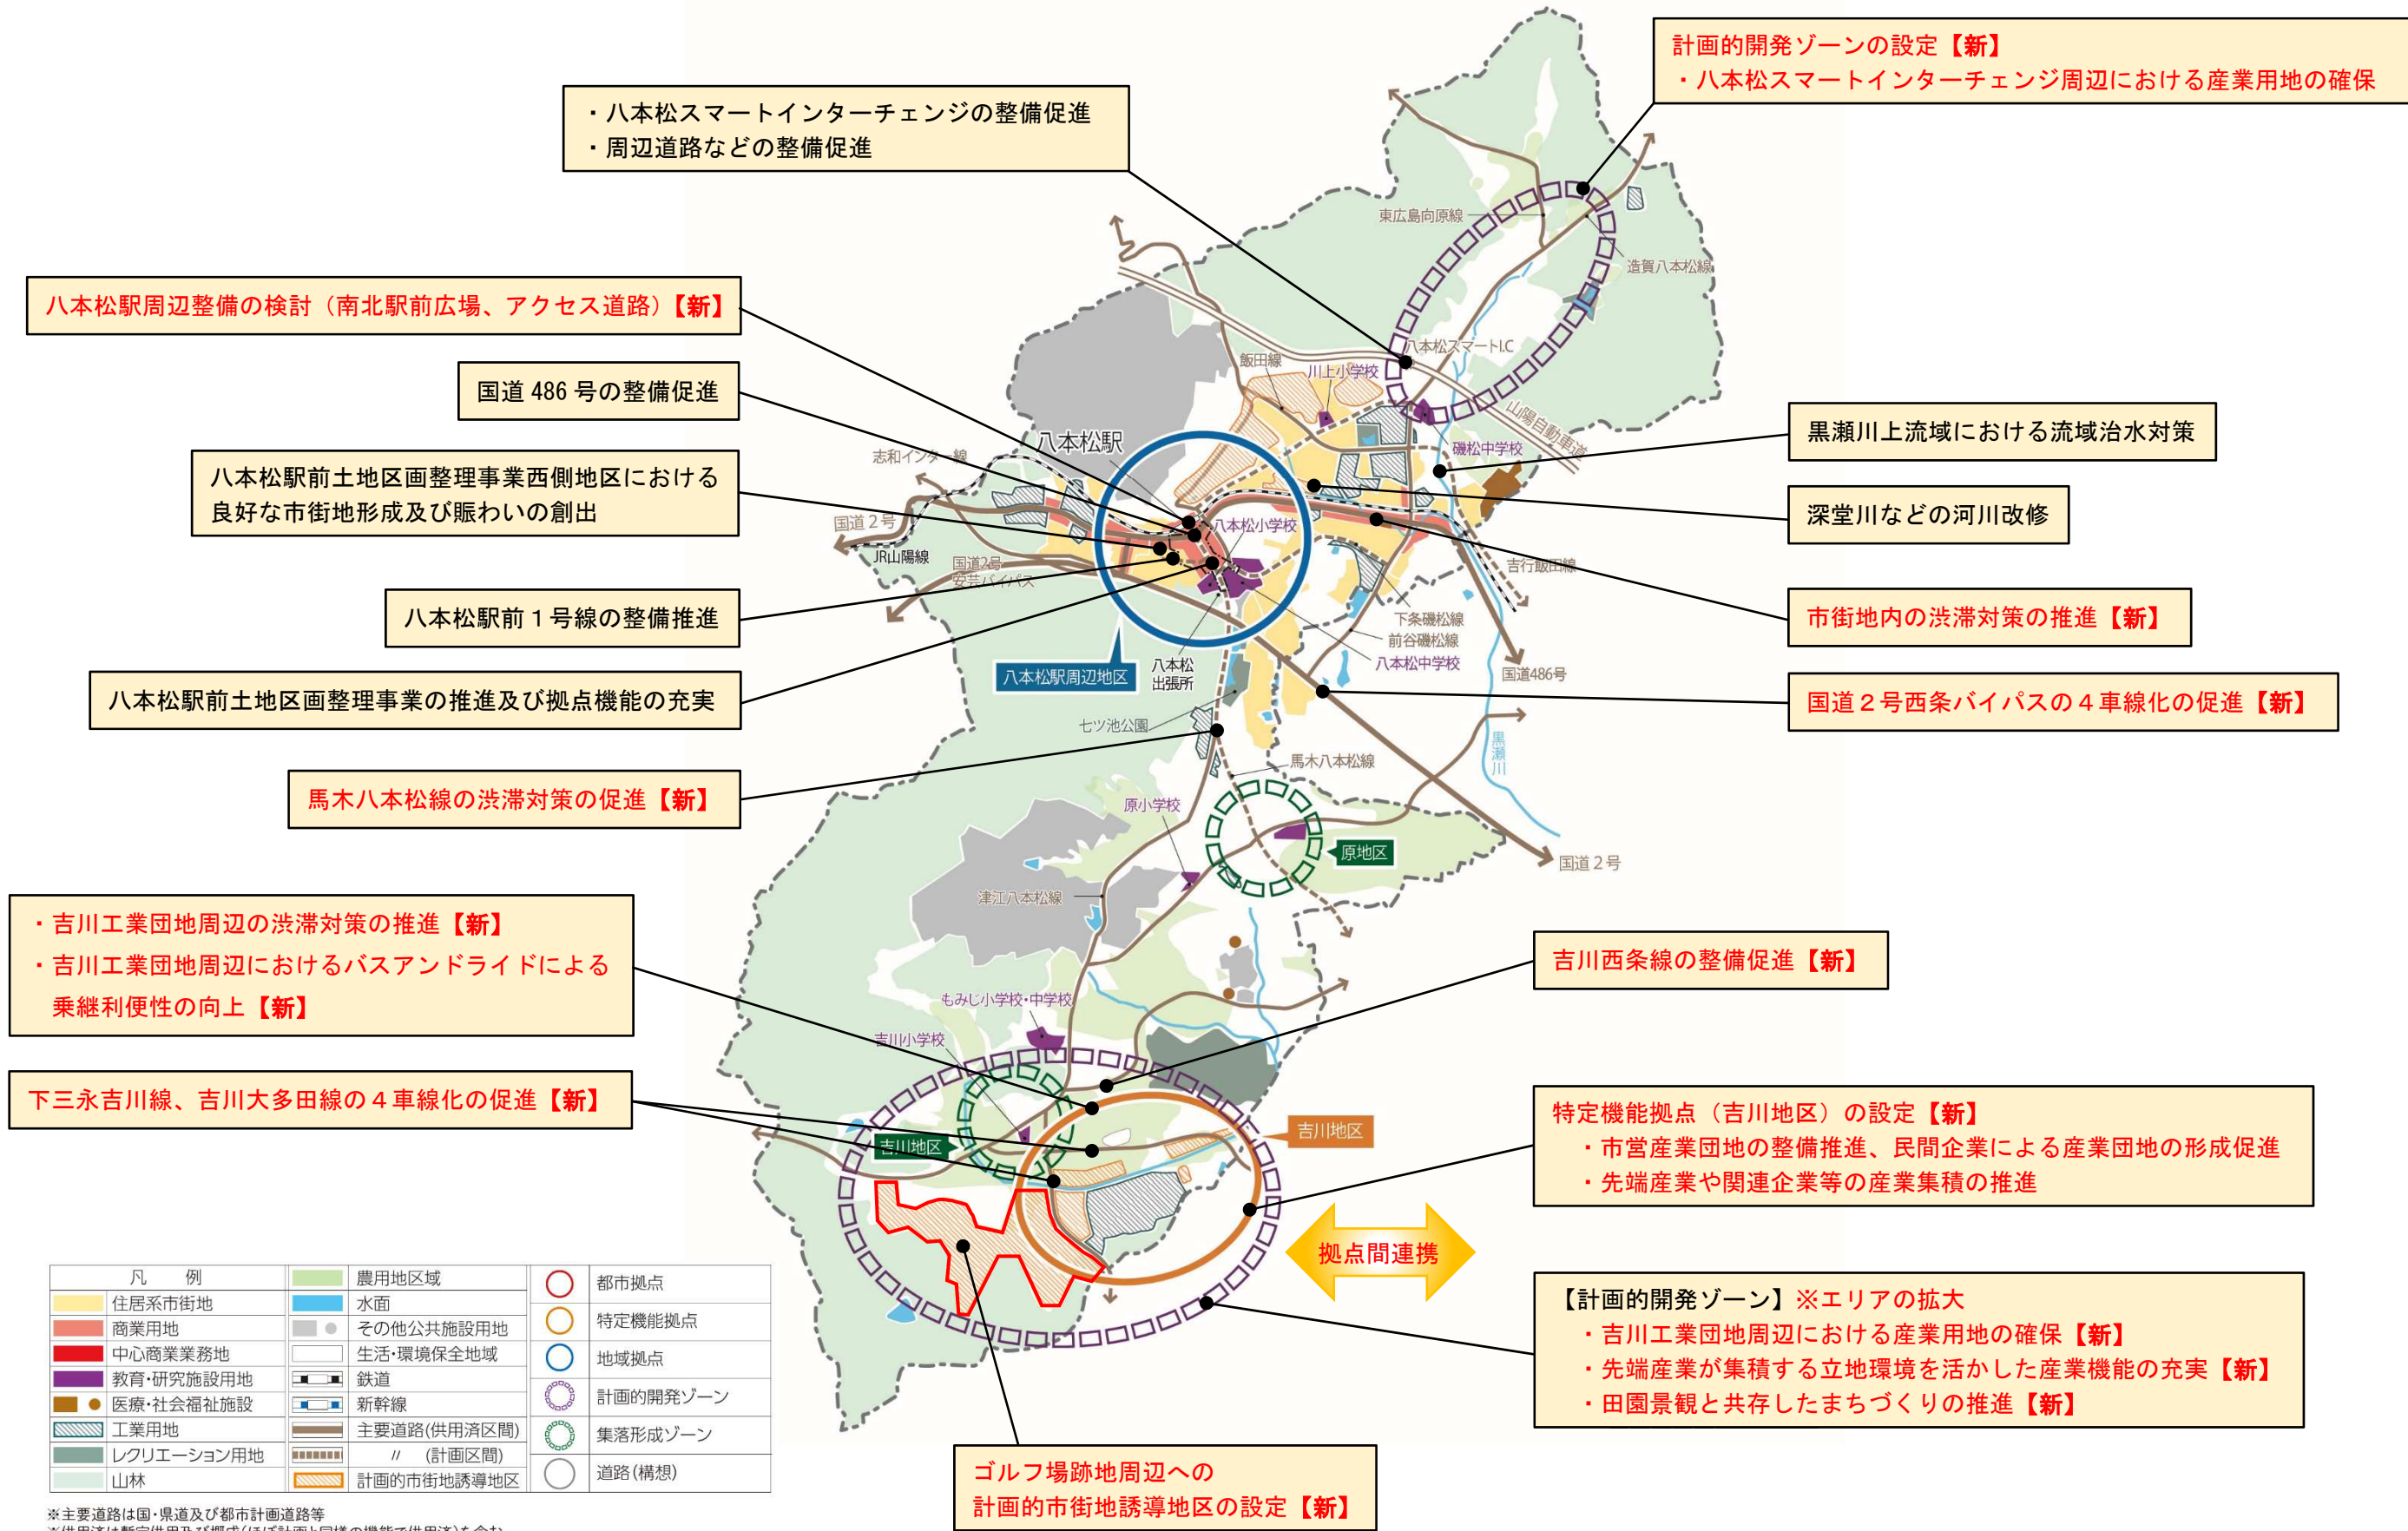 計画的開発ゾーンの設定【新】
・八本松スマートインターチェンジ周辺における産業用地の確保
・八本松スマートインターチェンジの整備促進
・周辺道路などの整備促進
八本松駅周辺整備の検討（南北駅前広場、アクセス道路）【新】
国道 486 号の整備促進
八本松駅前土地区画整理事業西側地区における
良好な市街地形成及び賑わいの創出
八本松駅前１号線の整備推進
八本松駅前土地区画整理事業の推進及び拠点機能の充実
馬木八本松線の渋滞対策の促進【新】
・吉川工業団地周辺の渋滞対策の推進【新】
・吉川工業団地周辺におけるバスアンドライドによる
乗継利便性の向上【新】
下三永吉川線、吉川大多田線の４車線化の促進【新】
黒瀬川上流域における流域治水対策
深堂川などの河川改修
市街地内の渋滞対策の推進【新】
国道２号西条バイパスの４車線化の促進【新】
吉川西条線の整備促進【新】
特定機能拠点（吉川地区）の設定【新】
・市営産業団地の整備推進、民間企業による産業団地の形成促進
・先端産業や関連企業等の産業集積の推進
拠点間連携
【計画的開発ゾーン】※エリアの拡大
・吉川工業団地周辺における産業用地の確保【新】
・先端産業が集積する立地環境を活かした産業機能の充実【新】
・田園景観と共存したまちづくりの推進【新】
ゴルフ場跡地周辺への
計画的市街地誘導地区の設定【新】
東広島向原線
造賀八本松線
八本松スマートI.C
飯田線
川上小学校
山陽自動車道
磯松中学校
八本松駅
志和インター線
国道２号
JR山陽線
国道2号
安芸バイパス
八本松小学校
吉行飯田線
下条磯松線
前谷磯松線
八本松中学校
国道486号
八本松駅周辺地区
八本松
出張所
七ツ池公園
黒瀬川
馬木八本松線
原小学校
原地区
国道２号
津江八本松線
もみじ小学校・中学校
吉川小学校
吉川地区
吉川地区
凡 例
住居系市街地
商業用地
中心商業業務地
教育・研究施設用地
医療・社会福祉施設
工業用地
レクリエーション用地
山林
農用地区域
水面
その他公共施設用地
生活・環境保全地域
鉄道
新幹線
主要道路(供用済区間)
〃 (計画区間)
計画的市街地誘導地区
都市拠点
特定機能拠点
地域拠点
計画的開発ゾーン
集落形成ゾーン
道路(構想)
※主要道路は国・県道及び都市計画道路等